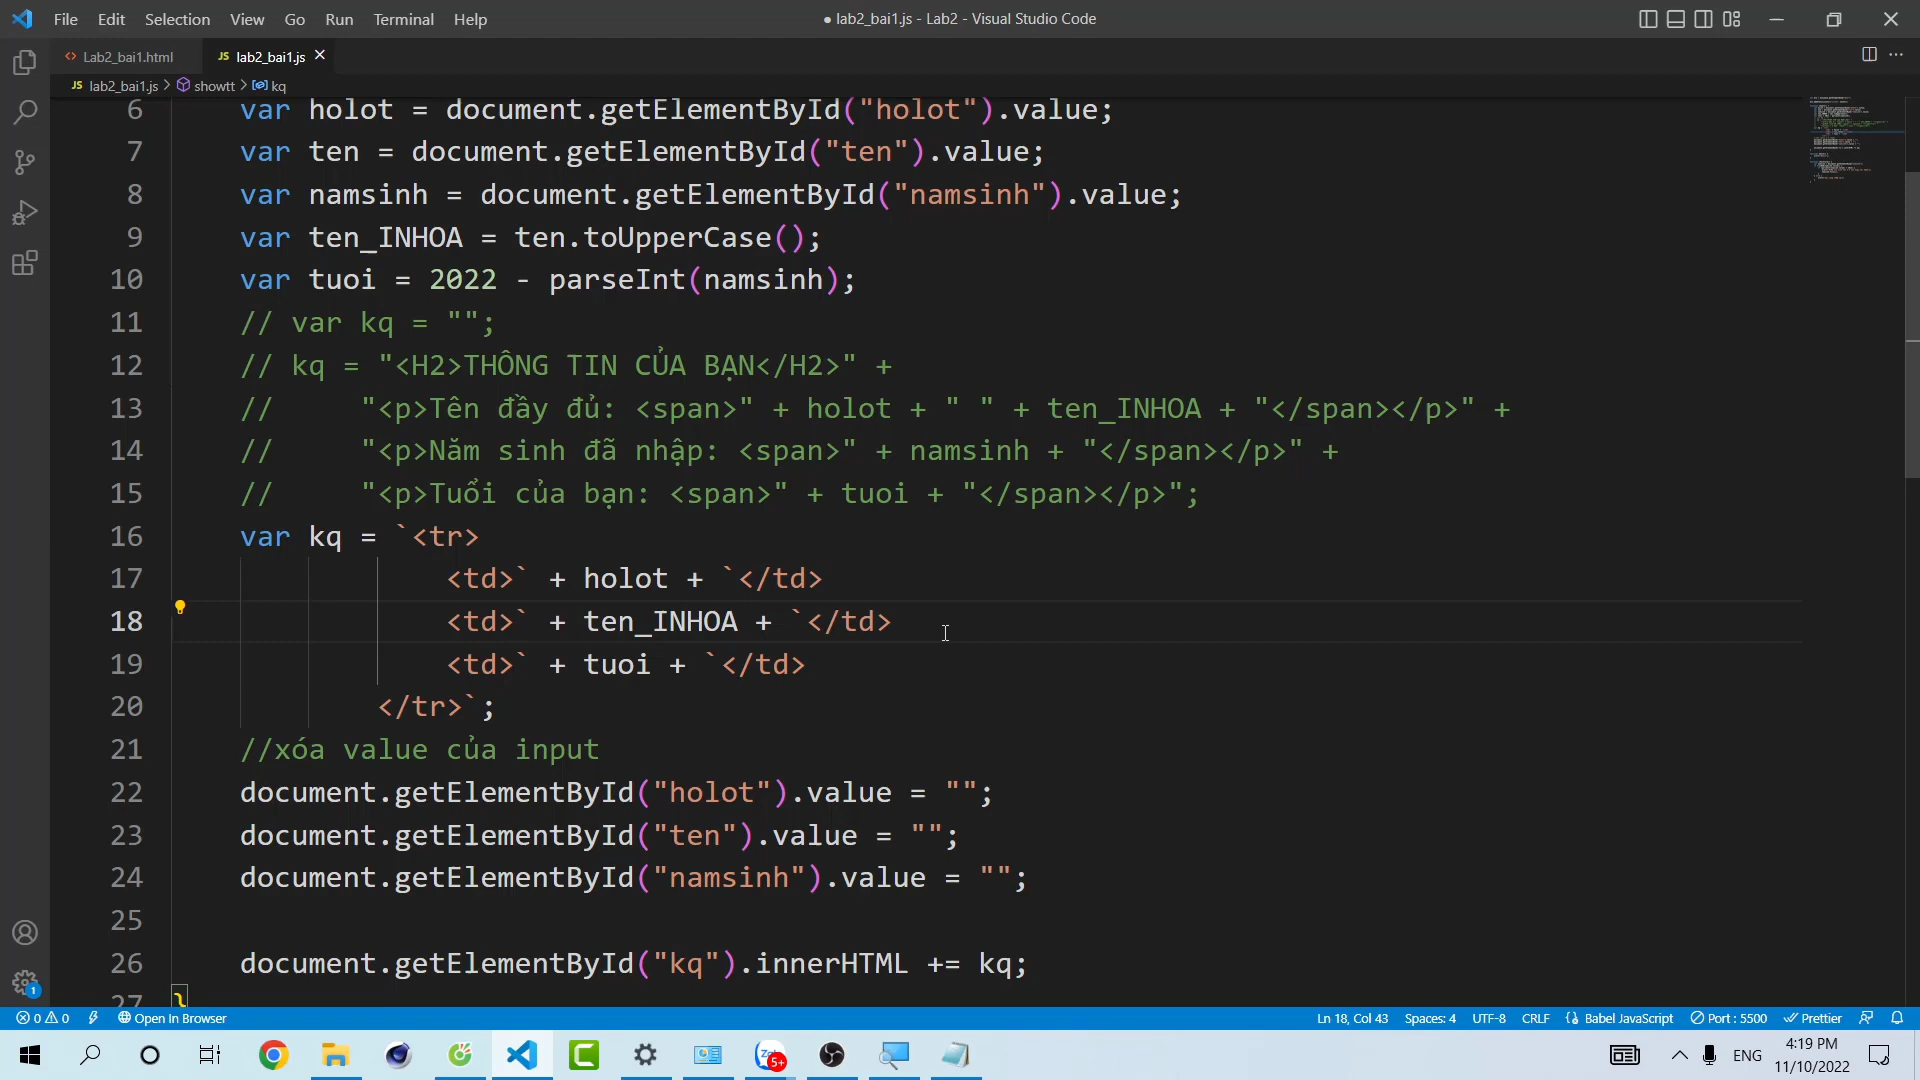 File Edit Selection View Go Run Terminal Help
● lab2_bai1.js - Lab2 - Visual Studio Code
<> Lab2_bai1.html
JS lab2_bai1.js
JS lab2_bai1.js > showtt > kq
6 var holot = document.getElementById("holot").value;
7 var ten = document.getElementById("ten").value;
8 var namsinh = document.getElementById("namsinh").value;
9 var ten_INHOA = ten.toUpperCase();
10 var tuoi = 2022 - parseInt(namsinh);
11 // var kq = "";
12 // kq = "<H2>THÔNG TIN CỦA BẠN</H2>" +
13 // "<p>Tên đầy đủ: <span>" + holot + " " + ten_INHOA + "</span></p>" +
14 // "<p>Năm sinh đã nhập: <span>" + namsinh + "</span></p>" +
15 // "<p>Tuổi của bạn: <span>" + tuoi + "</span></p>";
16 var kq = `<tr>
17 <td>` + holot + `</td>
18 <td>` + ten_INHOA + `</td>
19 <td>` + tuoi + `</td>
20 </tr>`;
21 //xóa value của input
22 document.getElementById("holot").value = "";
23 document.getElementById("ten").value = "";
24 document.getElementById("namsinh").value = "";
25
26 document.getElementById("kq").innerHTML += kq;
27 }
1
0 0 Open In Browser
Ln 18, Col 43 Spaces: 4 UTF-8 CRLF Babel JavaScript Port : 5500 Prettier
5+
ENG
4:19 PM
11/10/2022